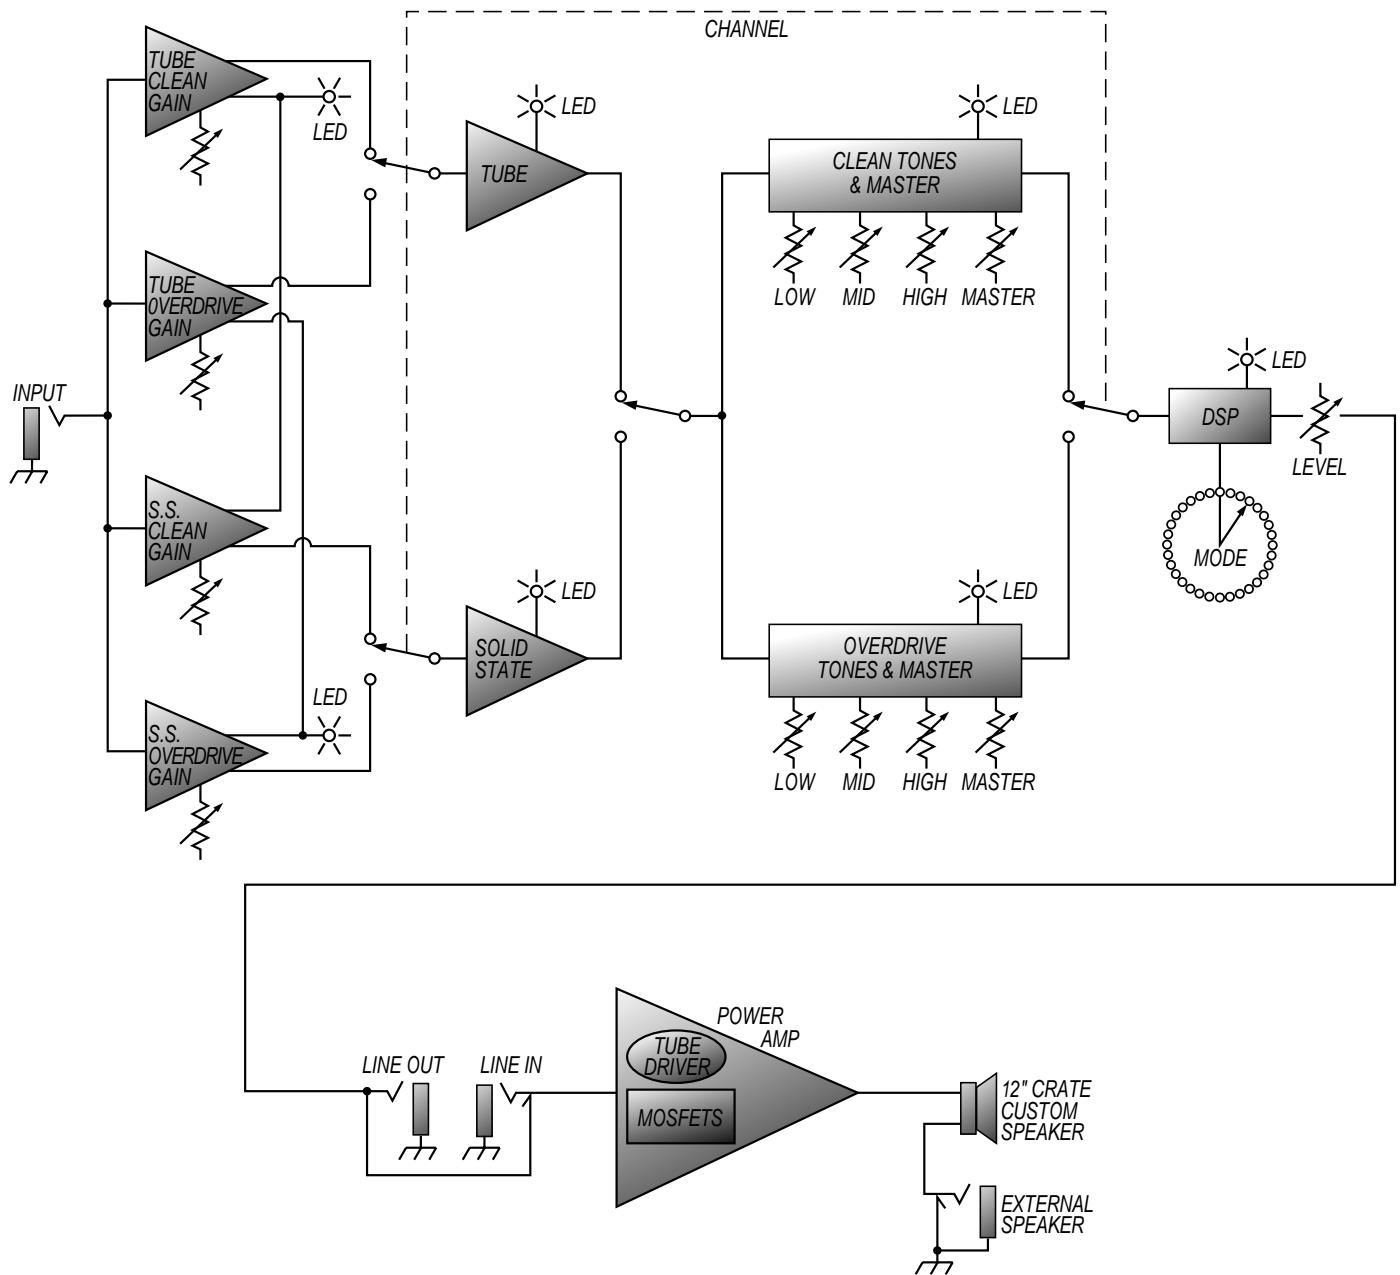 CHANNEL
TUBE
CLEAN
GAIN
LED
LED
TUBE
LED
CLEAN TONES
& MASTER
LOW MID HIGH MASTER
TUBE
0VERDRIVE
GAIN
INPUT
LED
DSP
LEVEL
MODE
S.S.
CLEAN
GAIN
LED
SOLID
STATE
LED
OVERDRIVE
TONES & MASTER
LOW MID HIGH MASTER
LED
S.S.
OVERDRIVE
GAIN
POWER
AMP
TUBE
DRIVER
MOSFETS
LINE OUT
LINE IN
12" CRATE
CUSTOM
SPEAKER
EXTERNAL
SPEAKER